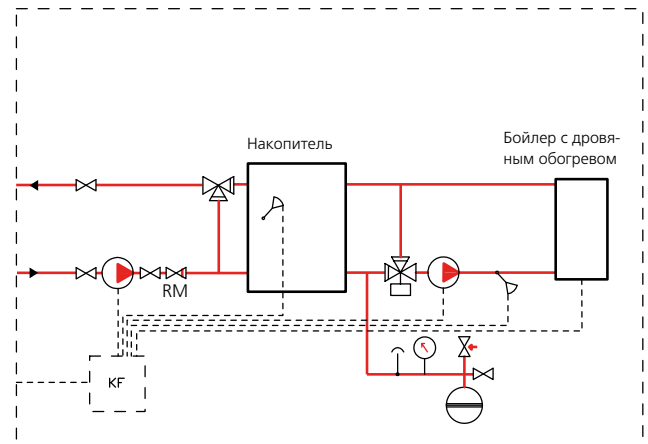 Накопитель
Бойлер с дровя-
ным обогревом
RM
KF